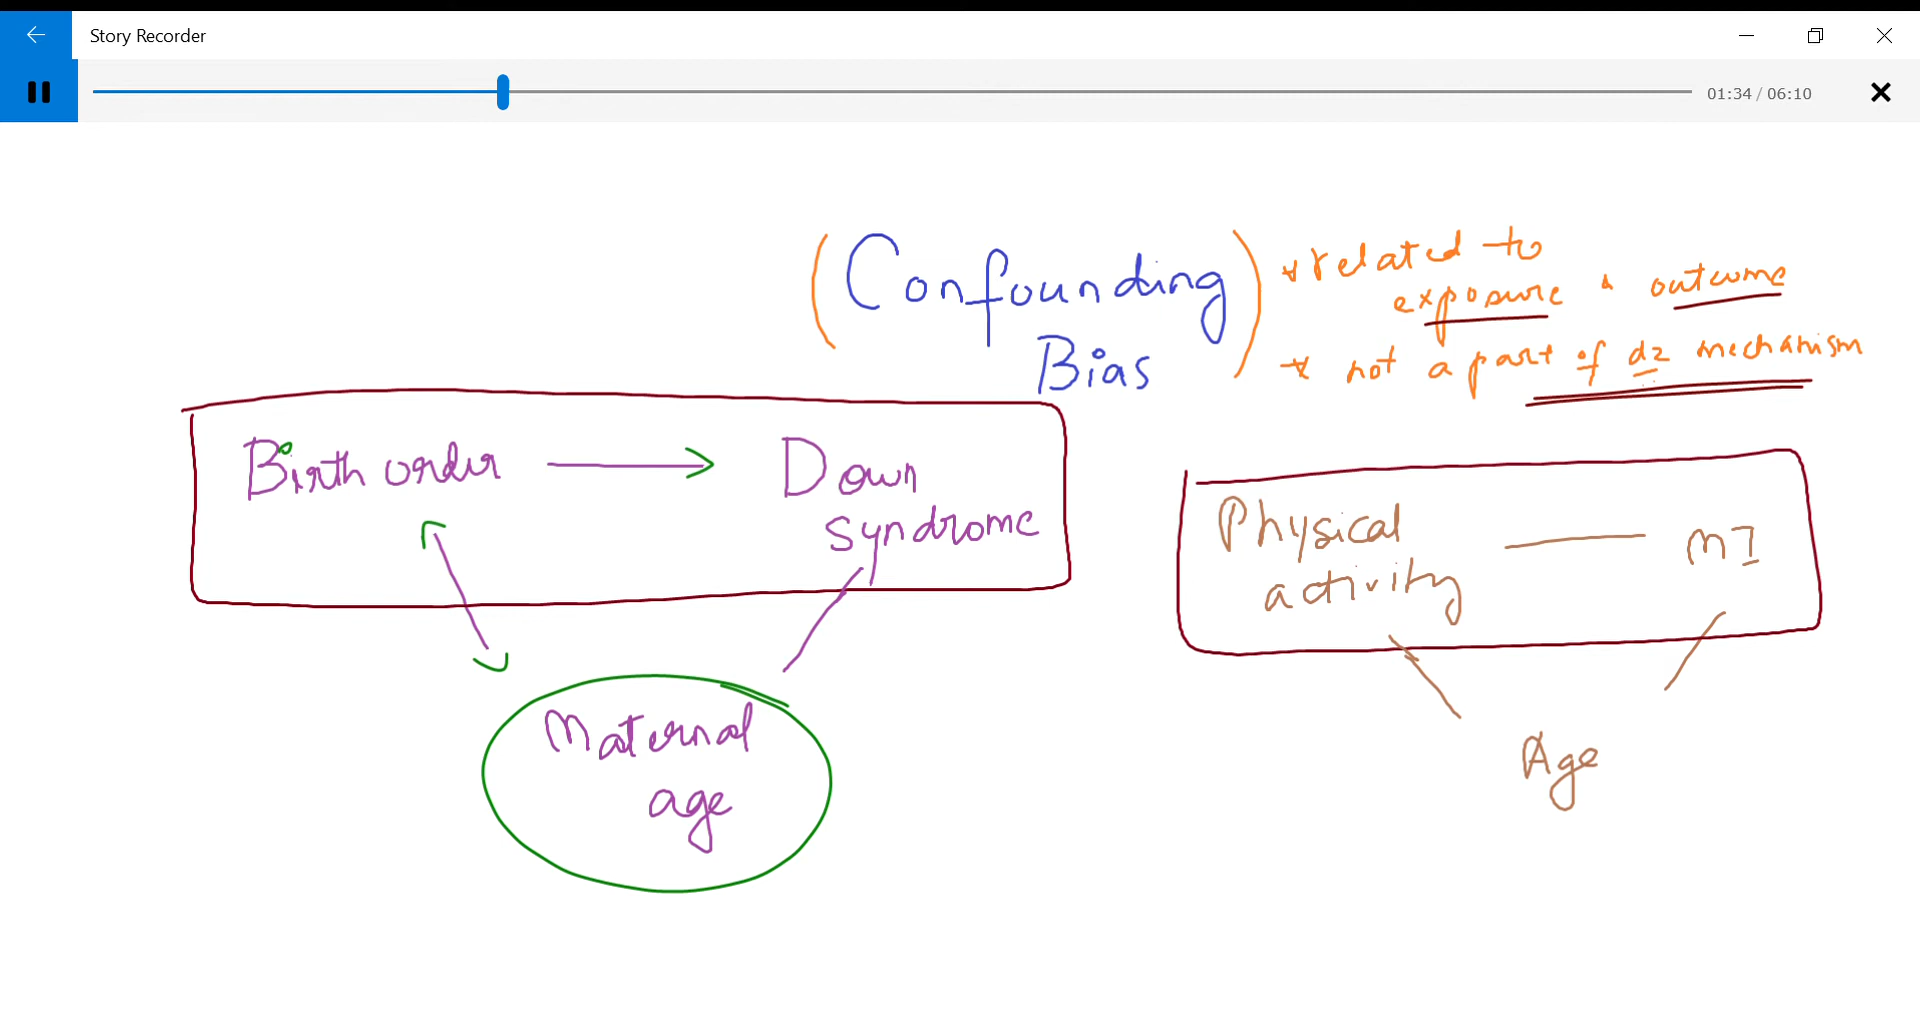 Story Recorder
01:34 / 06:10
(Confounding
Bias)
* related to
exposure & outcome
* not a part of dz mechanism
Birth order → Down
syndrome
Maternal
age
Physical
activity — MI
Age